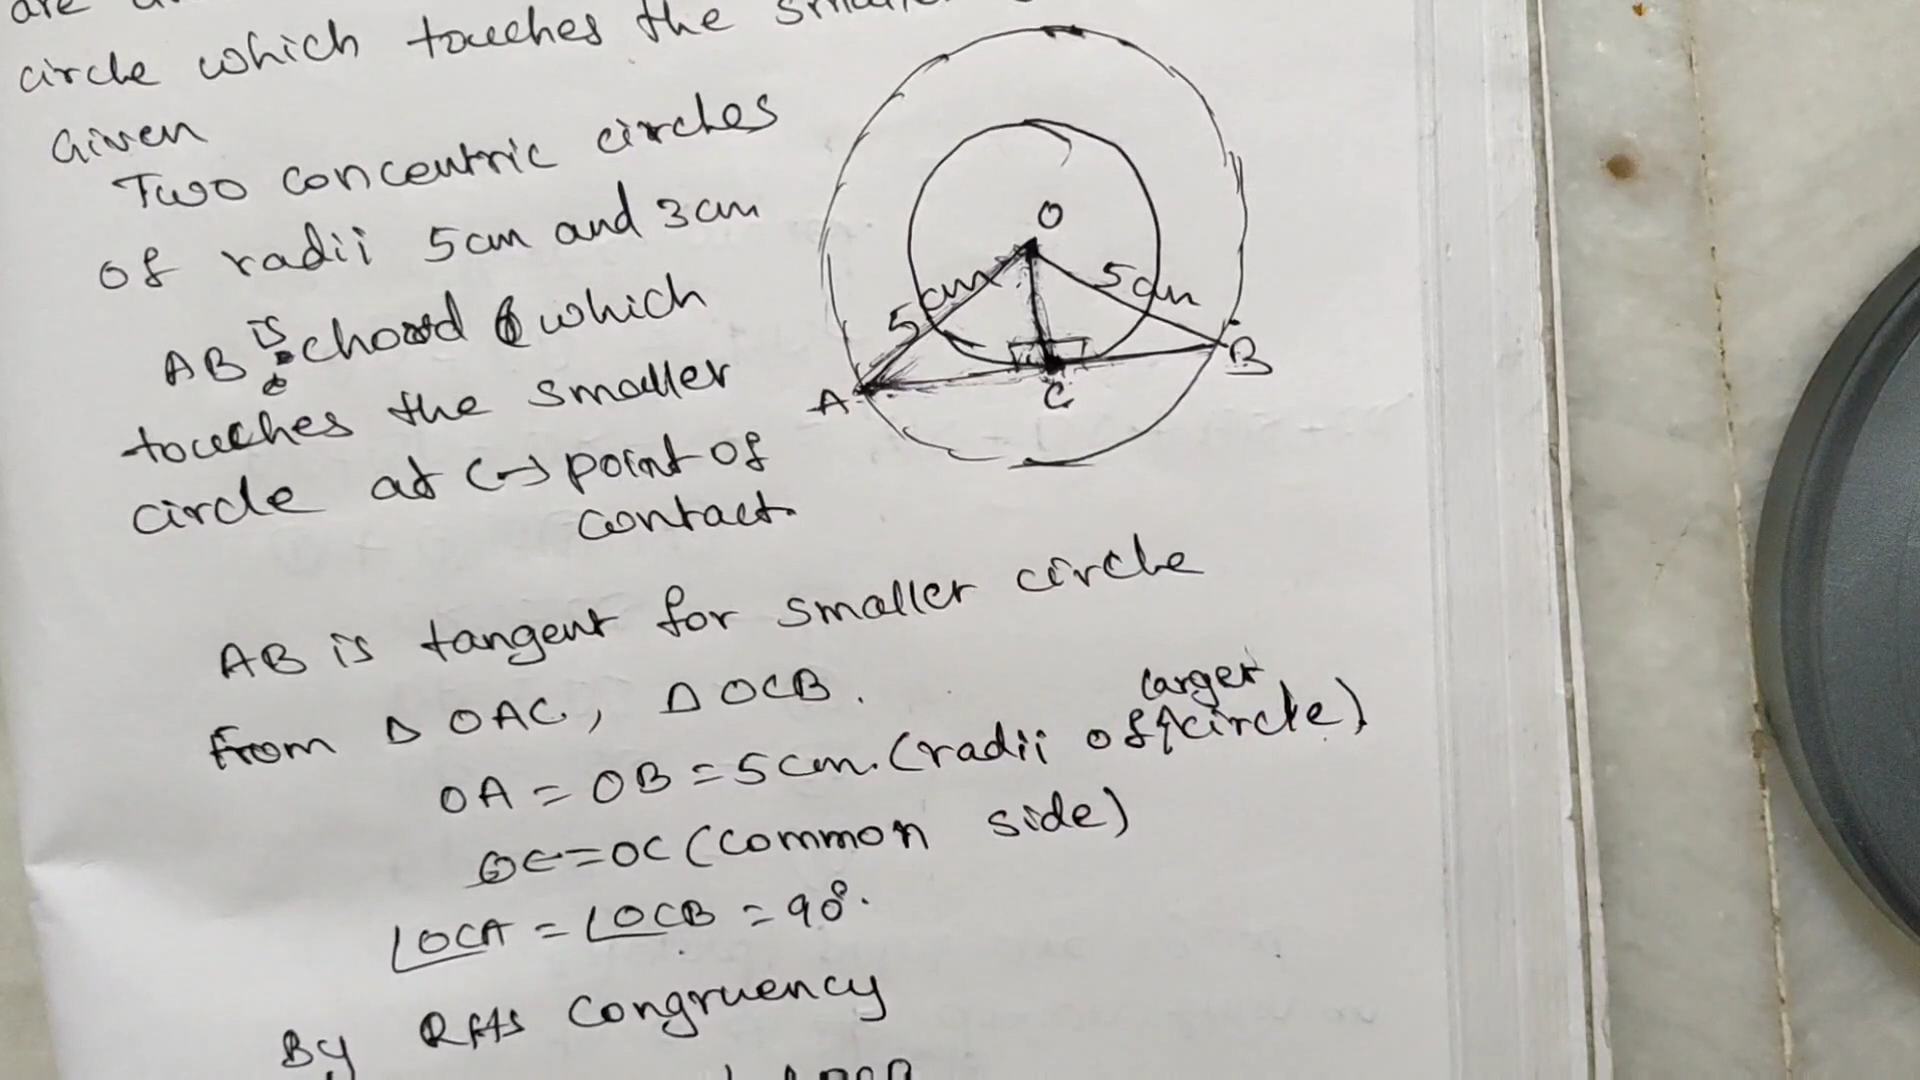 are
circle which touches the smaller
Given
Two concentric circles
of radii 5cm and 3cm
AB is chord which
touches the smaller
circle at C→ point of
contact.
O
5cm
5cm
A
C
B
AB is tangent for smaller circle
From Δ OAC, Δ OCB.
OA = OB = 5cm. (radii of larger circle)
OC = OC (common side)
∠OCA = ∠OCB = 90°.
By RHS Congruency